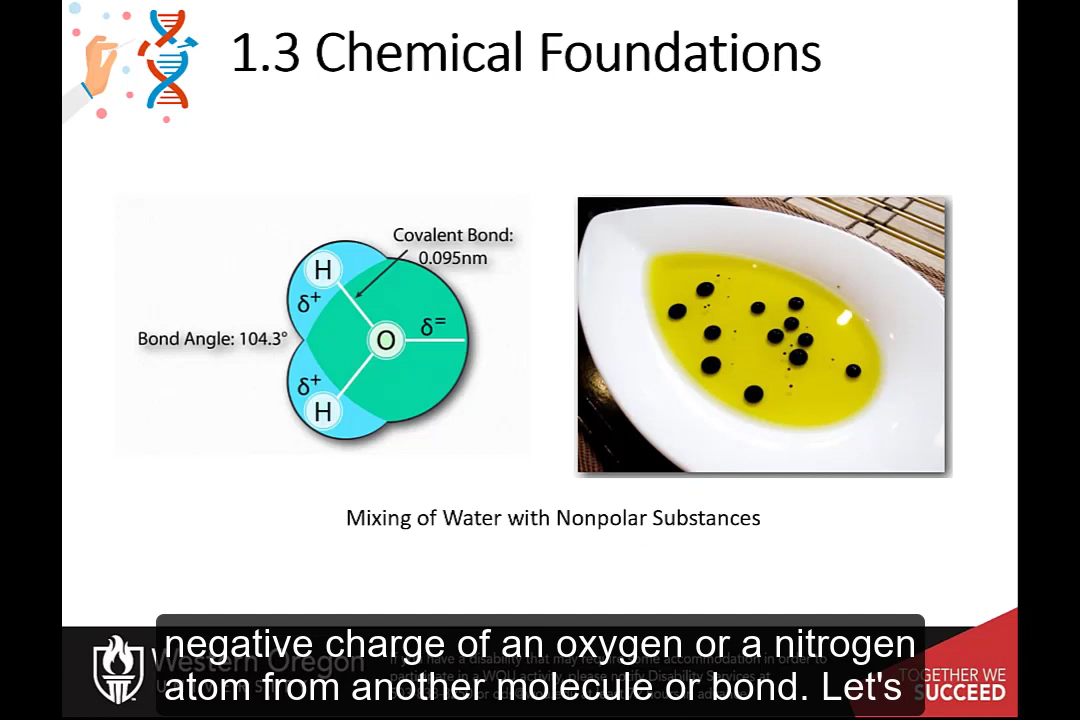 1.3 Chemical Foundations
Covalent Bond:
0.095nm
H
δ+
δ=
Bond Angle: 104.3°
O
δ+
H
Mixing of Water with Nonpolar Substances
negative charge of an oxygen or a nitrogen
atom from another molecule or bond. Let's
Western Oregon
TOGETHER WE
SUCCEED